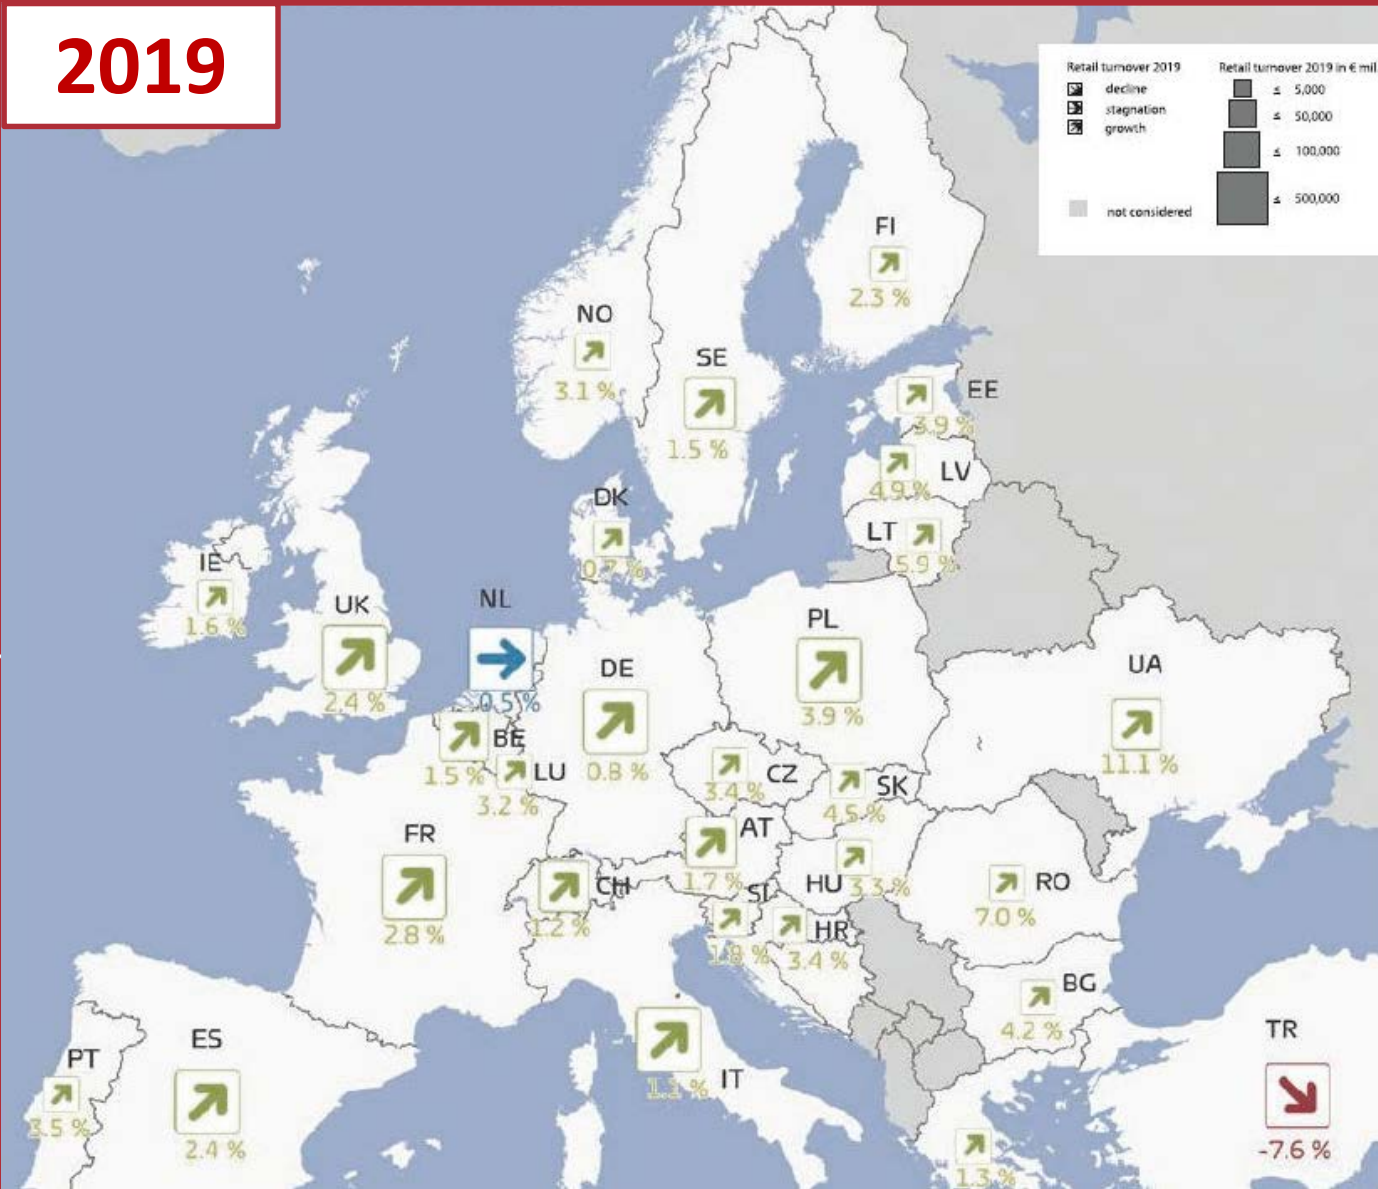 2019
Retail turnover 2019
decline
stagnation
growth
not considered
Retail turnover 2019 in € mil
≤ 5,000
≤ 50,000
≤ 100,000
≤ 500,000
FI
2.3 %
NO
3.1 %
SE
1.5 %
EE
3.9 %
LV
4.9 %
LT
5.9 %
DK
0.7 %
IE
1.6 %
UK
2.4 %
NL
0.5 %
DE
0.8 %
PL
3.9 %
UA
11.1 %
BE
1.5 %
LU
3.2 %
CZ
3.4 %
SK
4.5 %
FR
2.8 %
AT
1.7 %
CH
1.2 %
HU
3.3 %
RO
7.0 %
SI
1.8 %
HR
3.4 %
BG
4.2 %
PT
3.5 %
ES
2.4 %
IT
1.1 %
TR
-7.6 %
1.3 %